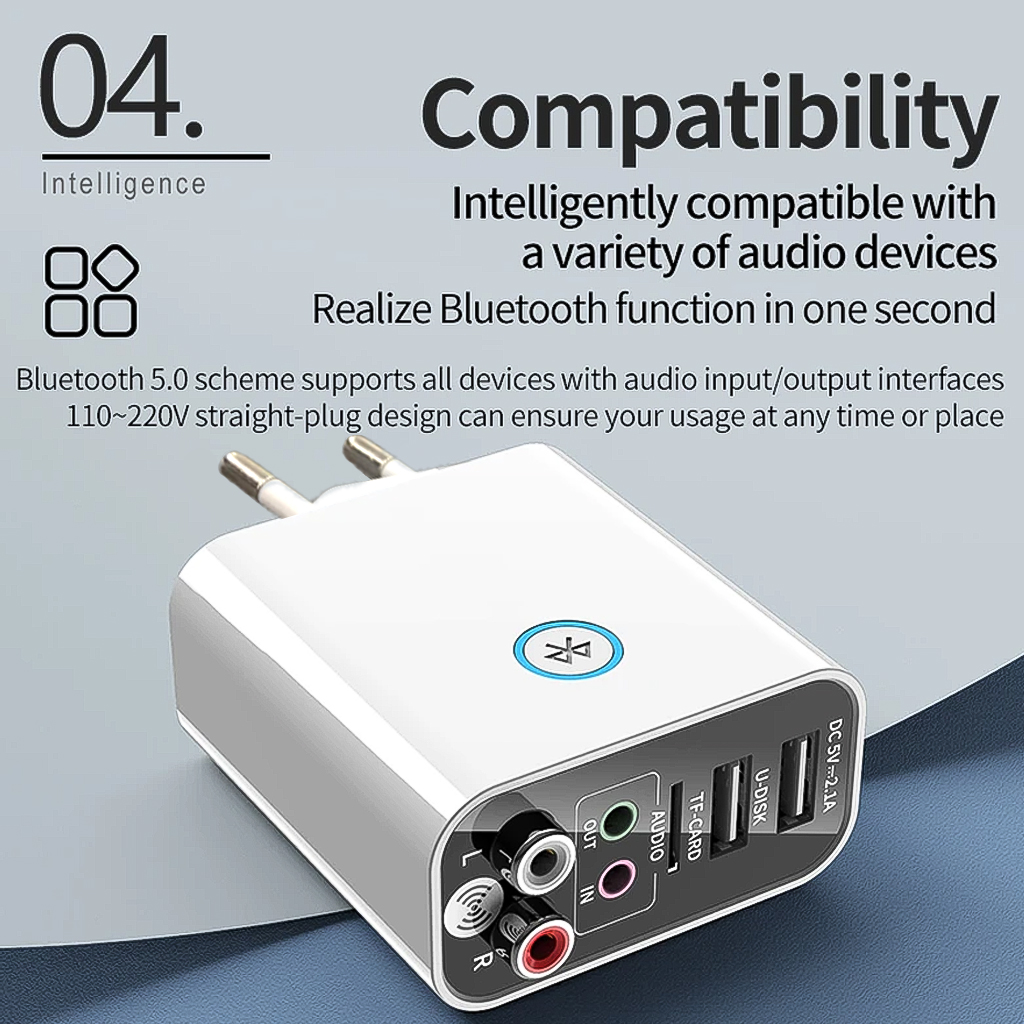 04.
Intelligence
Compatibility
Intelligently compatible with
a variety of audio devices
Realize Bluetooth function in one second
Bluetooth 5.0 scheme supports all devices with audio input/output interfaces
110~220V straight-plug design can ensure your usage at any time or place
L
R
OUT
IN
AUDIO
TF-CARD
U-DISK
DC 5V⎓2.1A